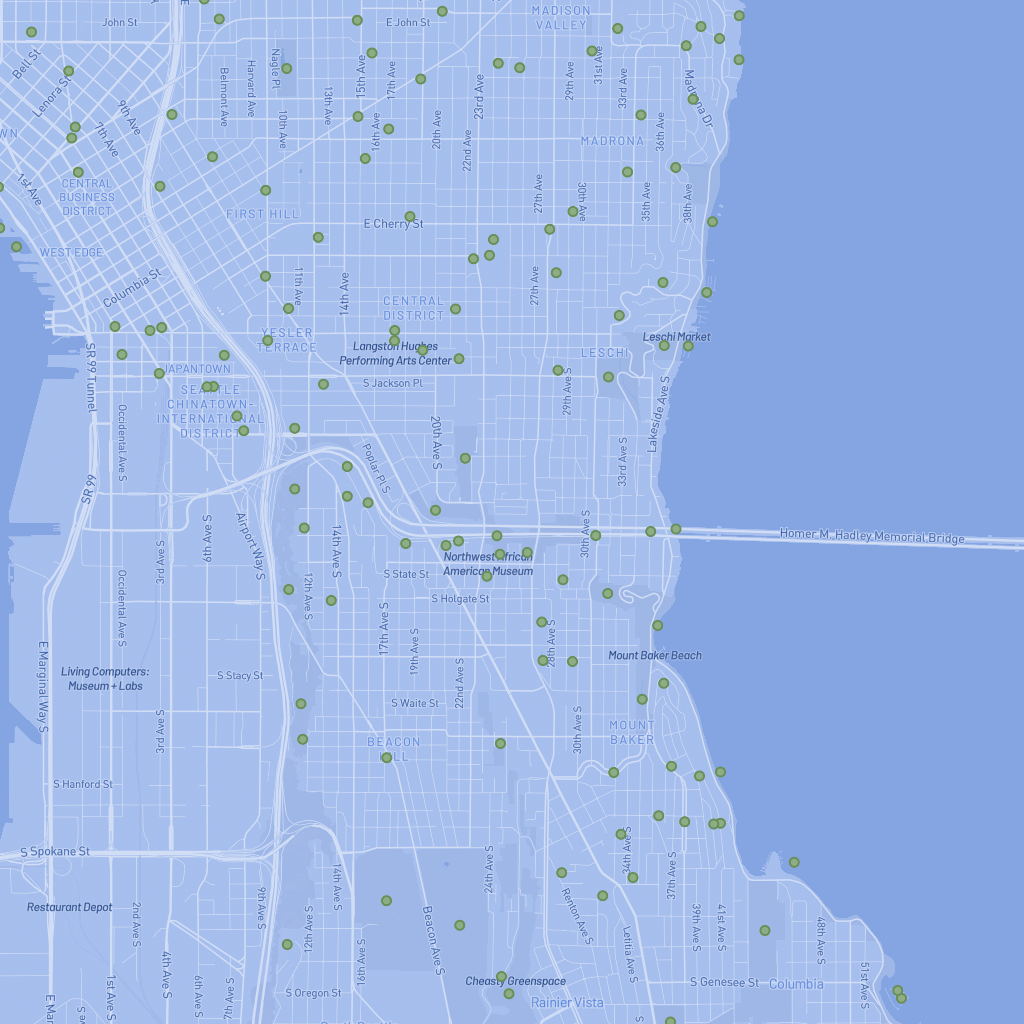 John St
E John St
MADISON
VALLEY
Bell St
Lenora St
Belmont Ave
Harvard Ave
Nagle Pl
10th Ave
13th Ave
15th Ave
16th Ave
17th Ave
20th Ave
22nd Ave
23rd Ave
29th Ave
31st Ave
33rd Ave
Madrona Dr
9th Ave
7th Ave
MADRONA
36th Ave
1st Ave
CENTRAL
BUSINESS
DISTRICT
FIRST HILL
E Cherry St
27th Ave
30th Ave
35th Ave
38th Ave
WEST EDGE
Columbia St
11th Ave
14th Ave
27th Ave
CENTRAL
DISTRICT
YESLER
TERRACE
Langston Hughes
Performing Arts Center
Leschi Market
LESCHI
SR 99 Tunnel
JAPANTOWN
S Jackson Pl
SEATTLE
CHINATOWN-
INTERNATIONAL
DISTRICT
29th Ave S
Lakeside Ave S
Occidental Ave S
20th Ave S
Poplar Pl S
33rd Ave S
SR 99
6th Ave S
Airport Way S
3rd Ave S
14th Ave S
30th Ave S
Homer M. Hadley Memorial Bridge
Northwest African
American Museum
S State St
12th Ave S
S Holgate St
Occidental Ave S
17th Ave S
19th Ave S
28th Ave S
E Marginal Way S
Living Computers:
Museum + Labs
S Stacy St
22nd Ave S
Mount Baker Beach
3rd Ave S
S Waite St
30th Ave S
MOUNT
BAKER
BEACON
HILL
S Hanford St
S Spokane St
14th Ave S
24th Ave S
34th Ave S
37th Ave S
Restaurant Depot
2nd Ave S
9th Ave S
12th Ave S
16th Ave S
Beacon Ave S
Renton Ave S
Letitia Ave S
39th Ave S
41st Ave S
48th Ave S
51st Ave S
1st Ave S
4th Ave S
6th Ave S
7th Ave S
S Oregon St
Cheasty Greenspace
Rainier Vista
S Genesee St
Columbia